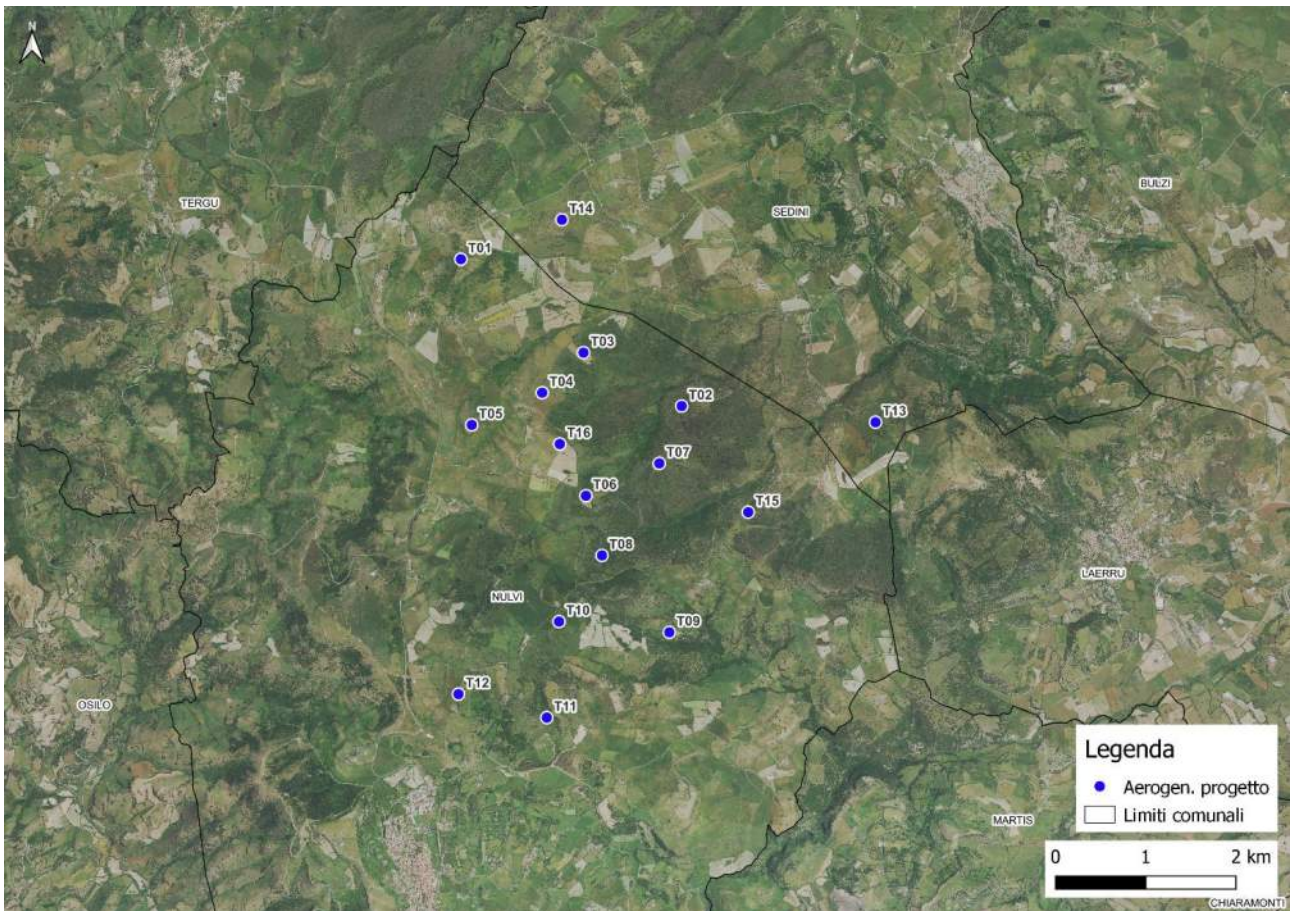 N
TERGU
BULZI
SEDINI
T14
T01
T03
T04
T02
T05
T13
T16
T07
T06
T15
T08
LAERRU
NULVI
T10
T09
T12
OSILO
T11
Legenda
Aerogen. progetto
Limiti comunali
MARTIS
0 1 2 km
CHIARAMONTI